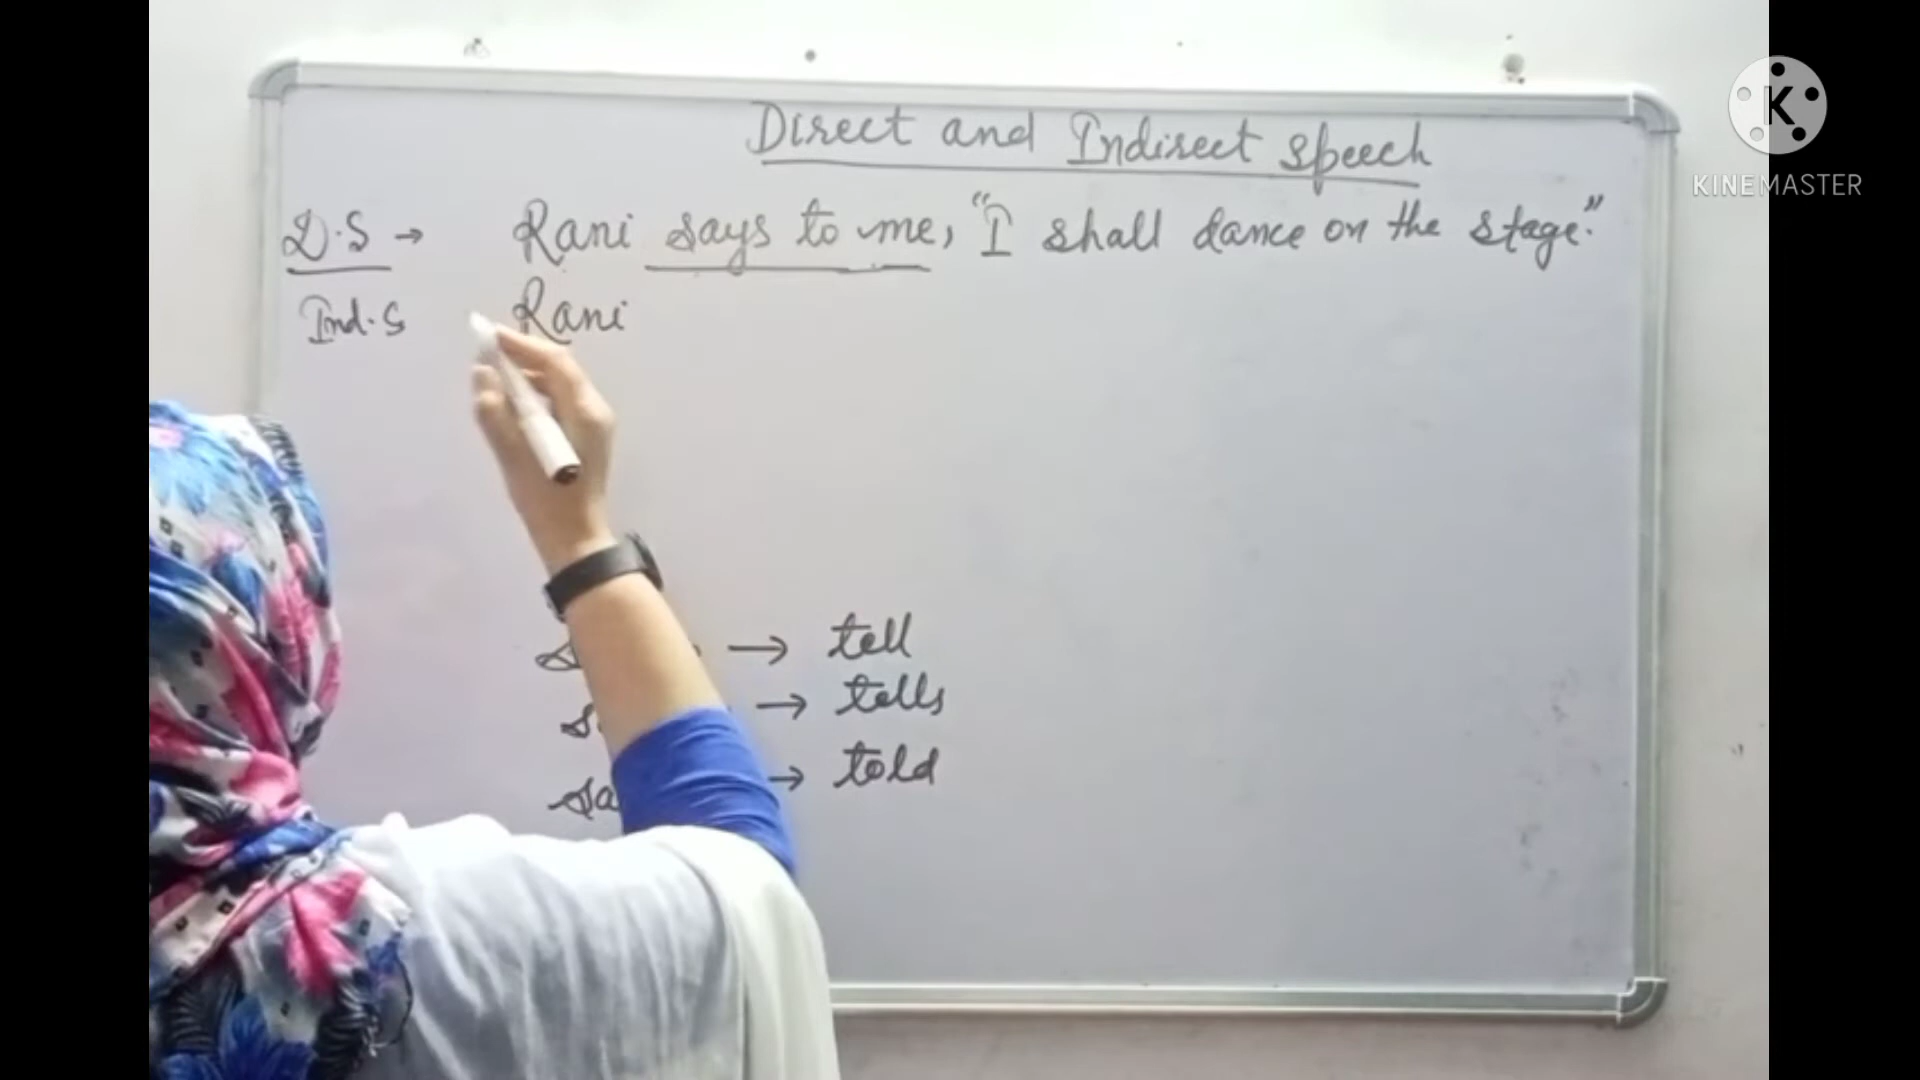 Direct and Indirect speech
D.S → Rani says to me, "I shall dance on the stage."
Ind.S Rani
→ tell
→ tells
→ told
K
KINEMASTER